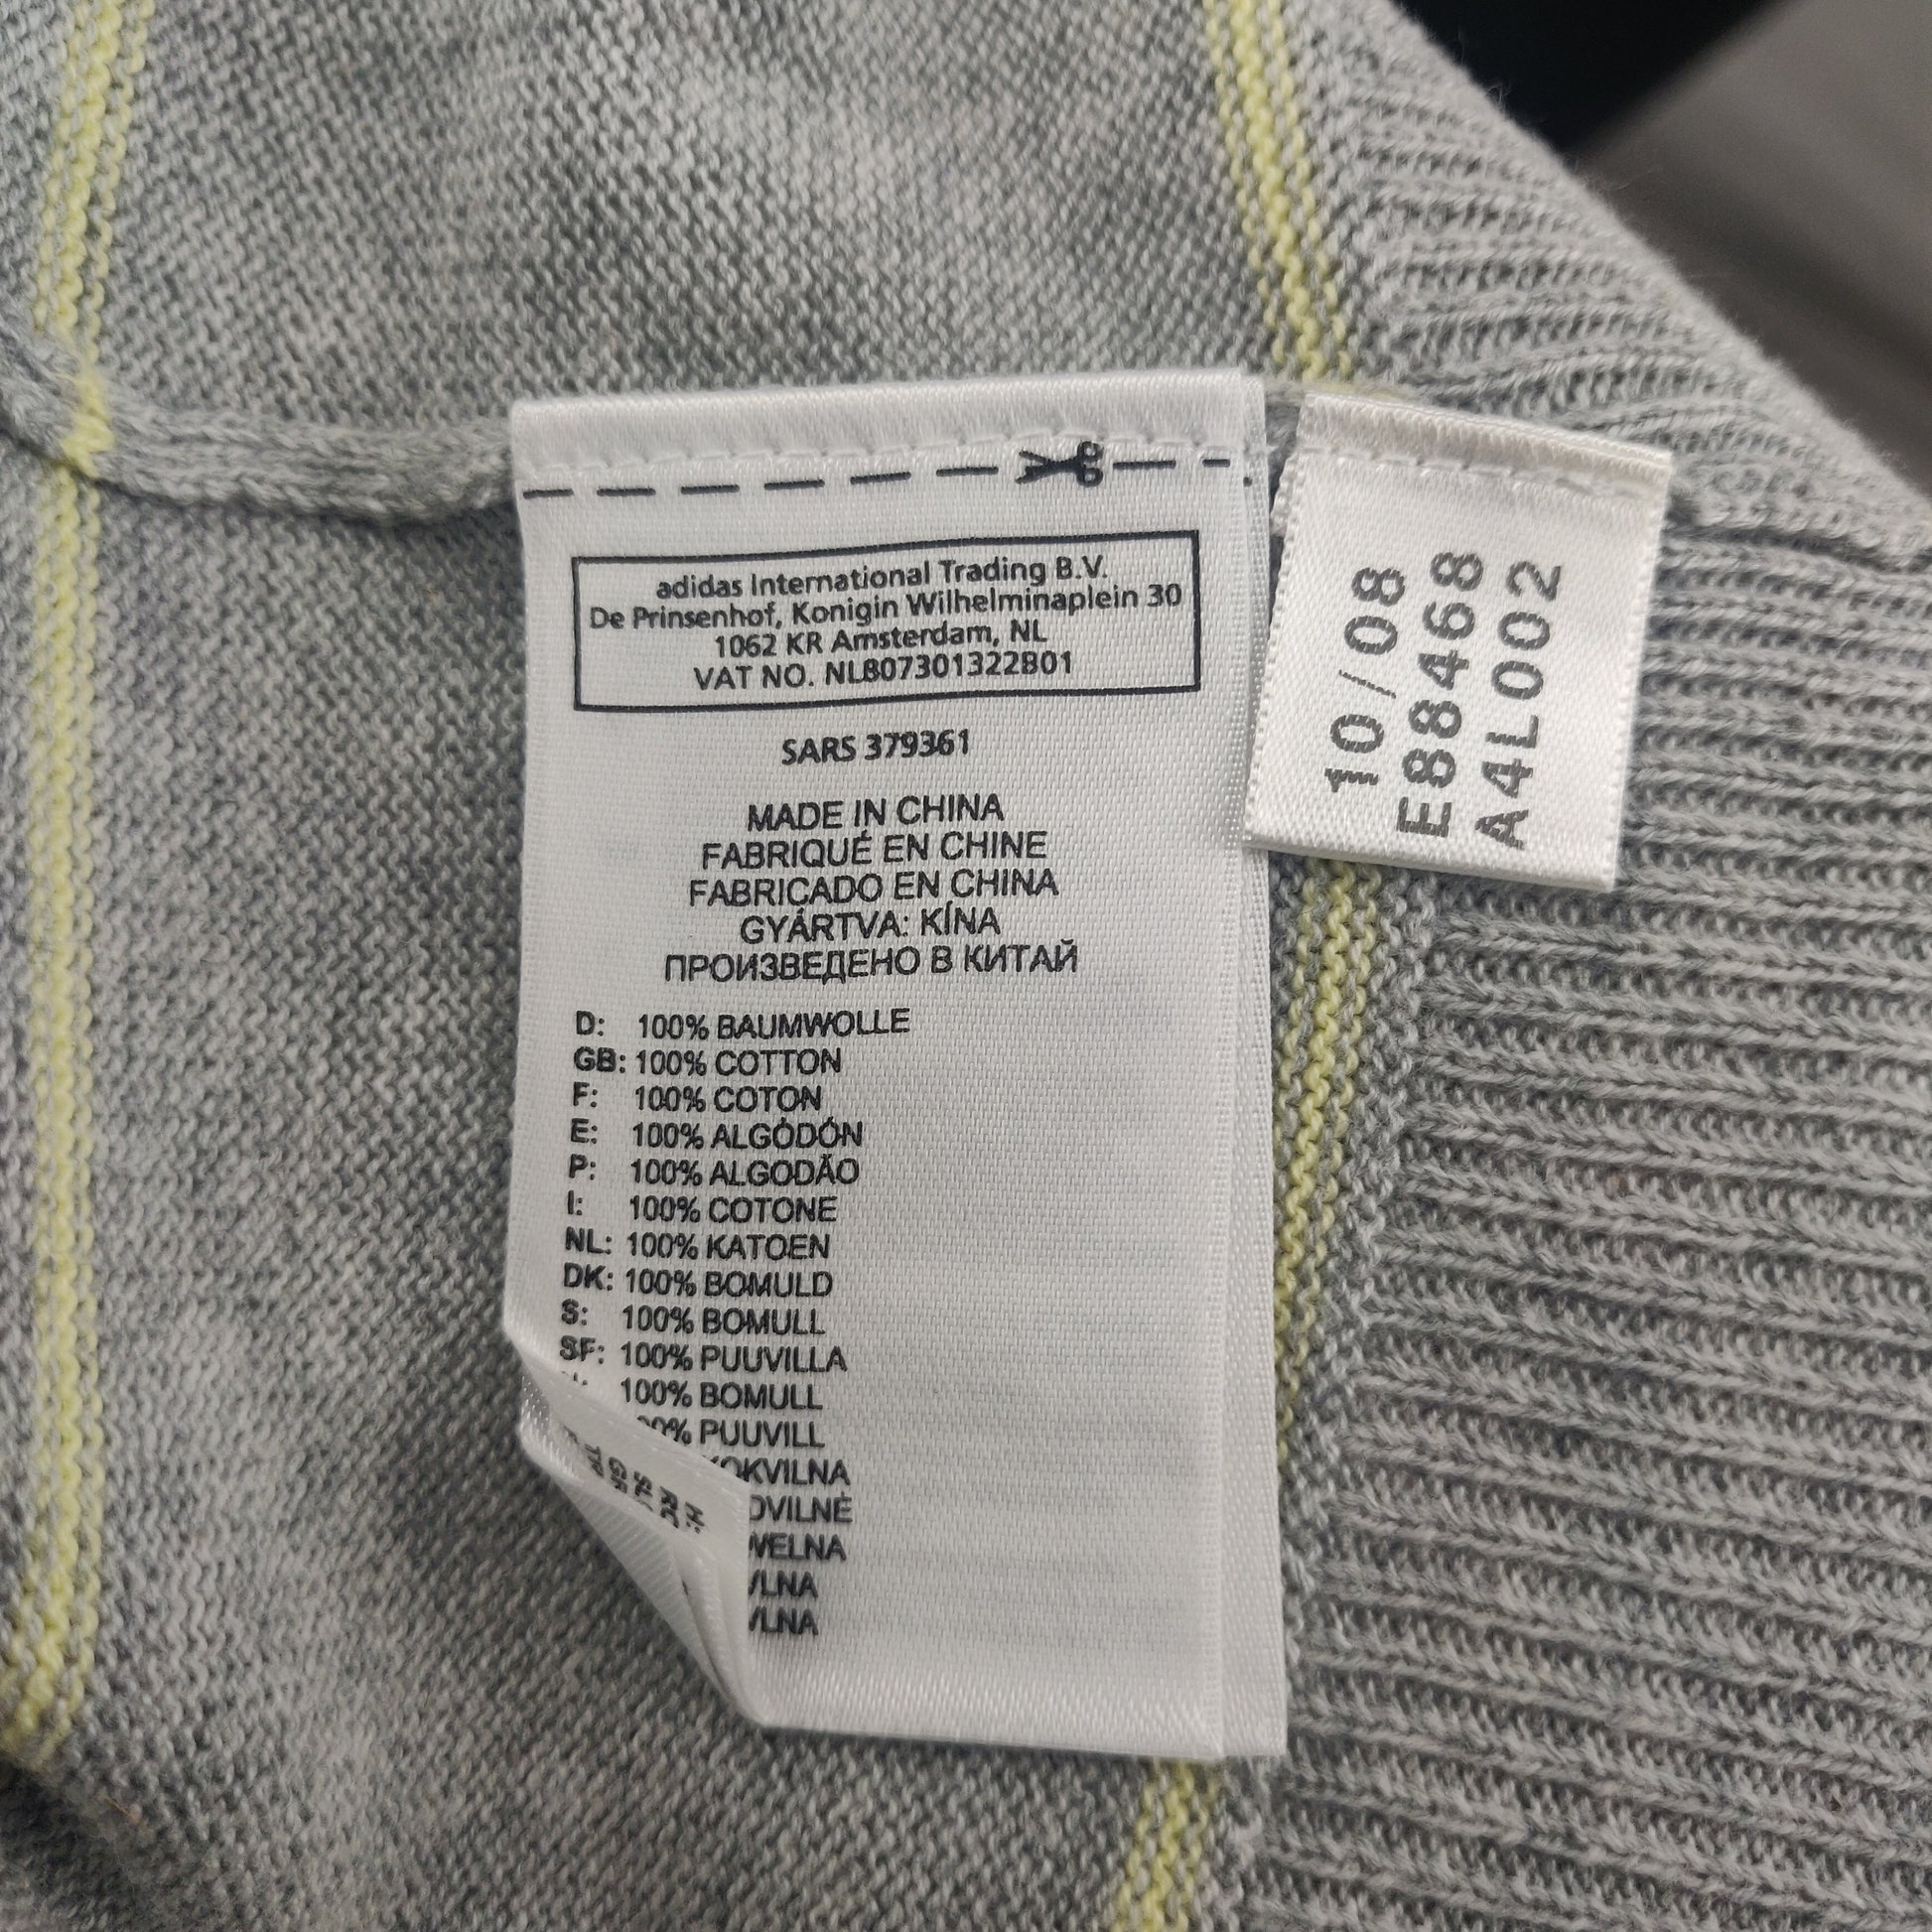 adidas International Trading B.V.
De Prinsenhof, Konigin Wilhelminaplein 30
1062 KR Amsterdam, NL
VAT NO. NL807301322B01
SARS 379361
MADE IN CHINA
FABRIQUÉ EN CHINE
FABRICADO EN CHINA
GYÁRTVA: KÍNA
ПРОИЗВЕДЕНО В КИТАЙ
D: 100% BAUMWOLLE
GB: 100% COTTON
F: 100% COTON
E: 100% ALGODÓN
P: 100% ALGODÃO
I: 100% COTONE
NL: 100% KATOEN
DK: 100% BOMULD
S: 100% BOMULL
SF: 100% PUUVILLA
100% BOMULL
PUUVILL
10/08
E88468
A4L002